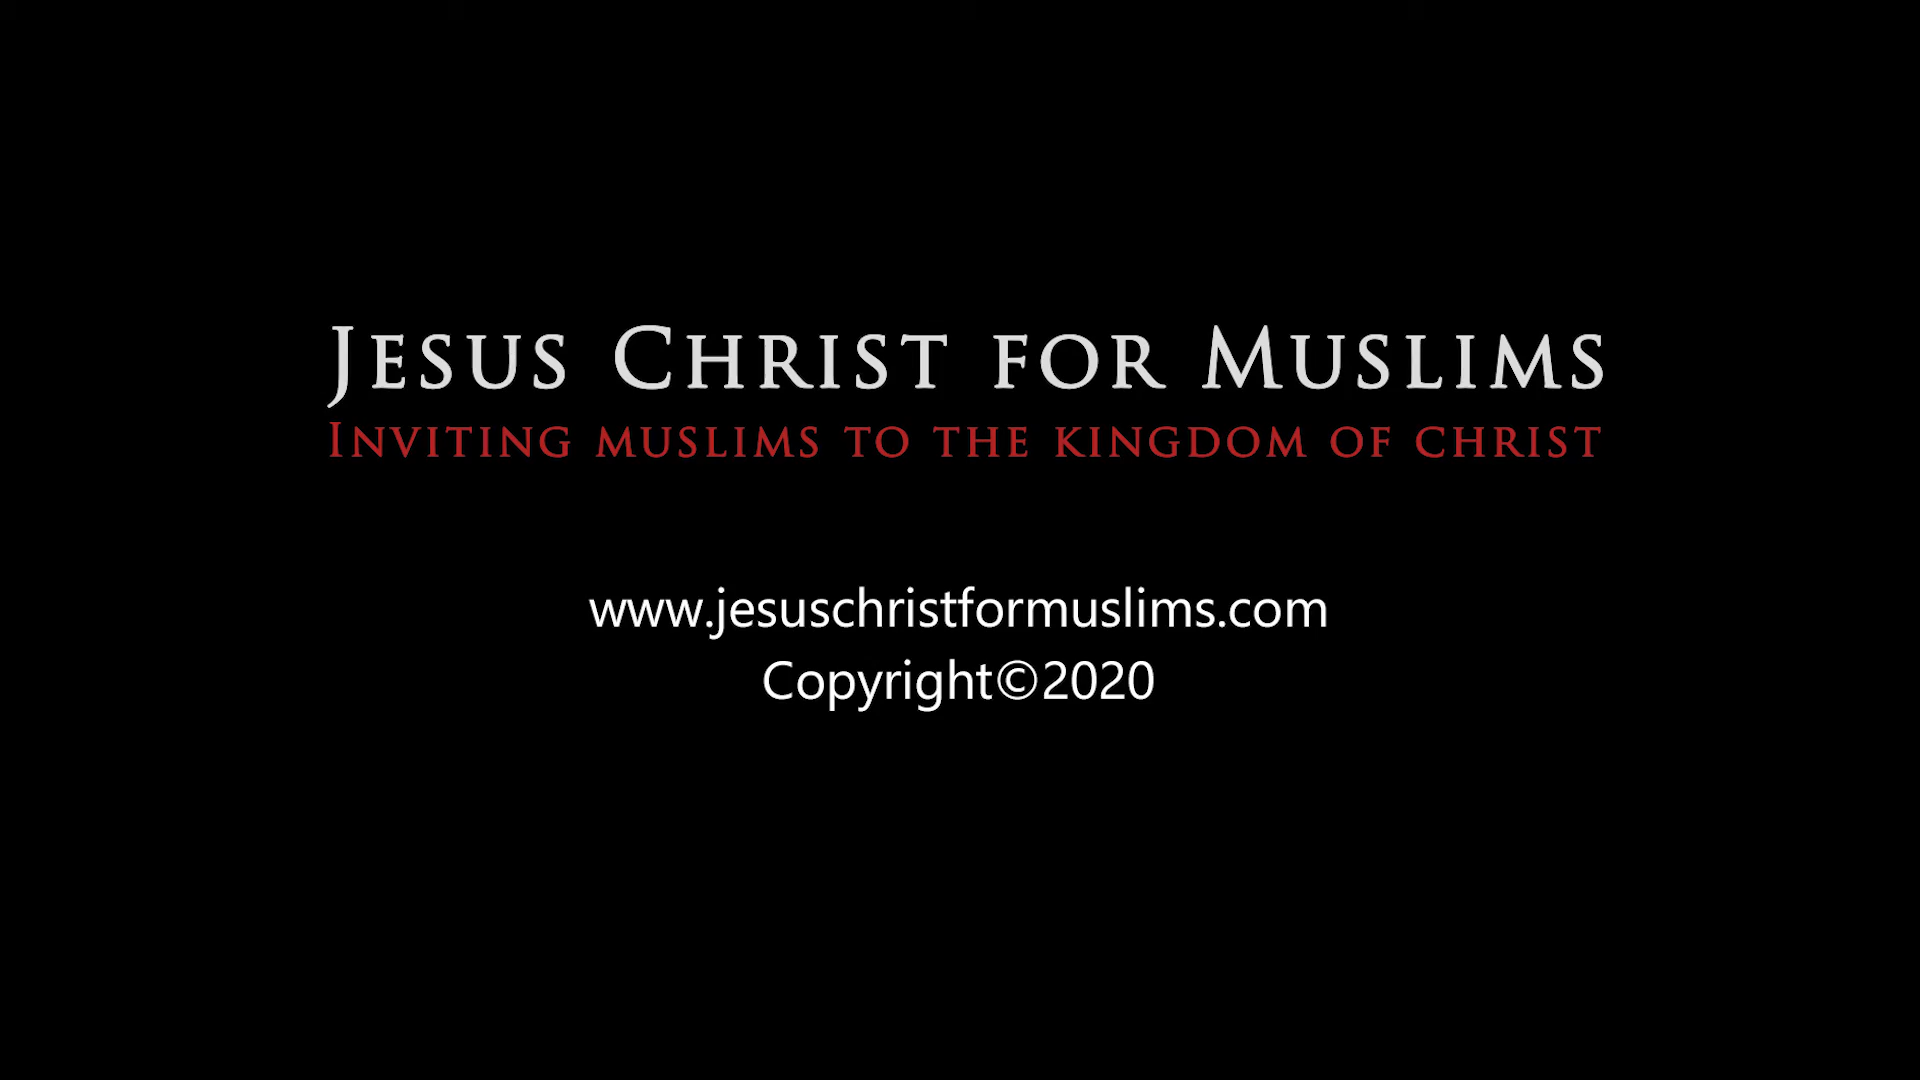 Jesus Christ for Muslims
Inviting muslims to the kingdom of christ
www.jesuschristformuslims.com
Copyright©2020